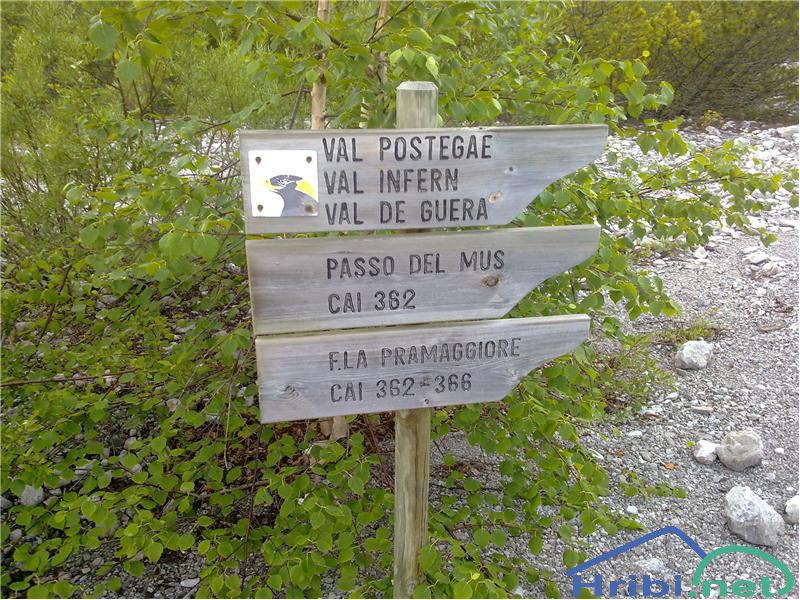 VAL POSTEGAE
VAL INFERN
VAL DE GUERA
PASSO DEL MUS
CAI 362
F.LA PRAMAGGIORE
CAI 362-366
Hribi.net